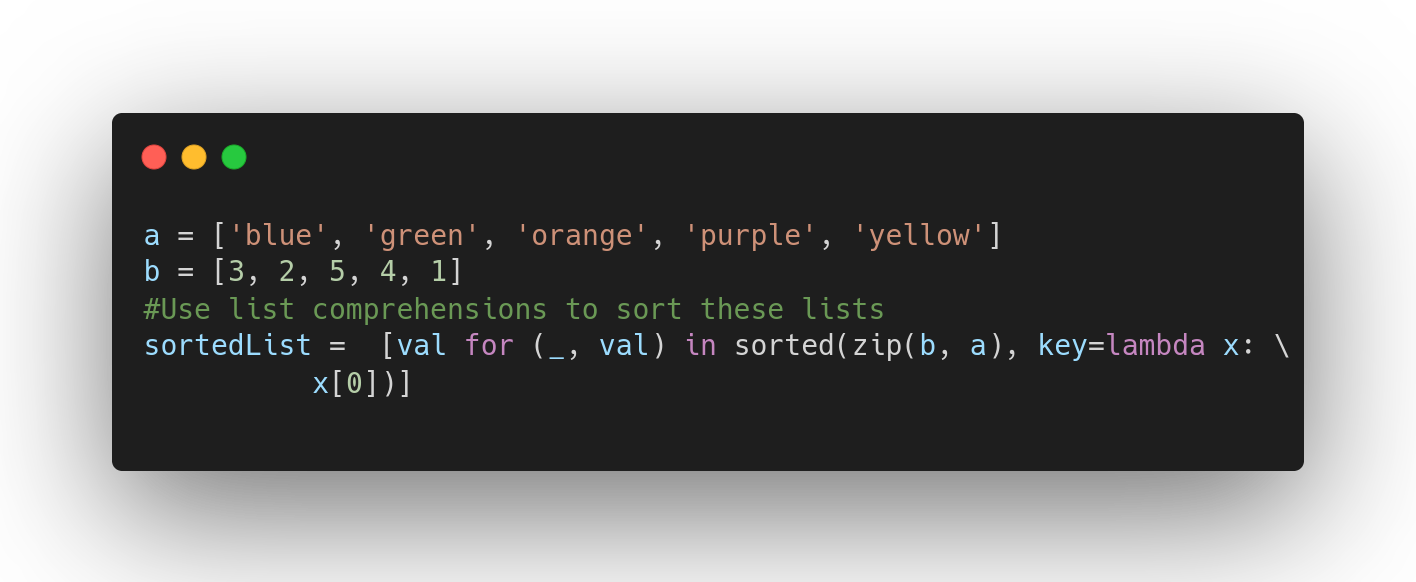 a = ['blue', 'green', 'orange', 'purple', 'yellow']
b = [3, 2, 5, 4, 1]
#Use list comprehensions to sort these lists
sortedList =  [val for (_, val) in sorted(zip(b, a), key=lambda x: \
          x[0])]